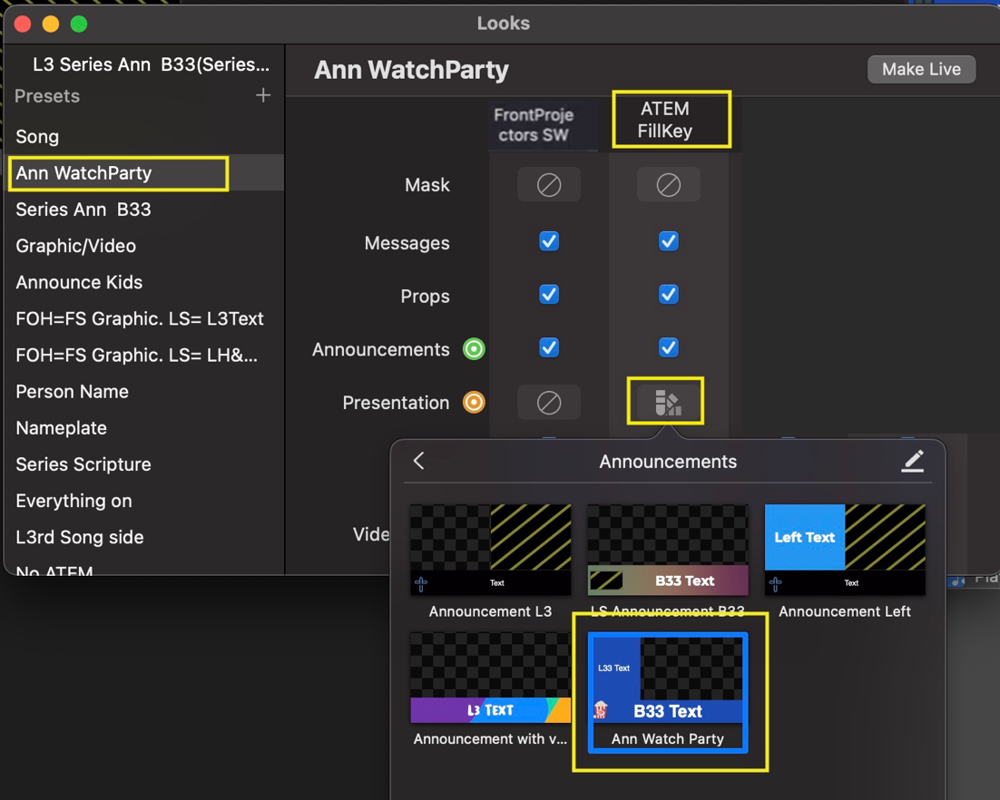 Looks
L3 Series Ann B33(Series...
Presets
Song
Ann WatchParty
Series Ann B33
Graphic/Video
Announce Kids
FOH=FS Graphic. LS= L3Text
FOH=FS Graphic. LS= LH&...
Person Name
Nameplate
Series Scripture
Everything on
L3rd Song side
No ATEM
Ann WatchParty
Make Live
FrontProje
ctors SW
ATEM
FillKey
Mask
Messages
Props
Announcements
Presentation
Vide
Announcements
Text
Announcement L3
B33 Text
LS Announcement B33
Left Text
Text
Announcement Left
L3 TEXT
Announcement with v...
L33 Text
B33 Text
Ann Watch Party